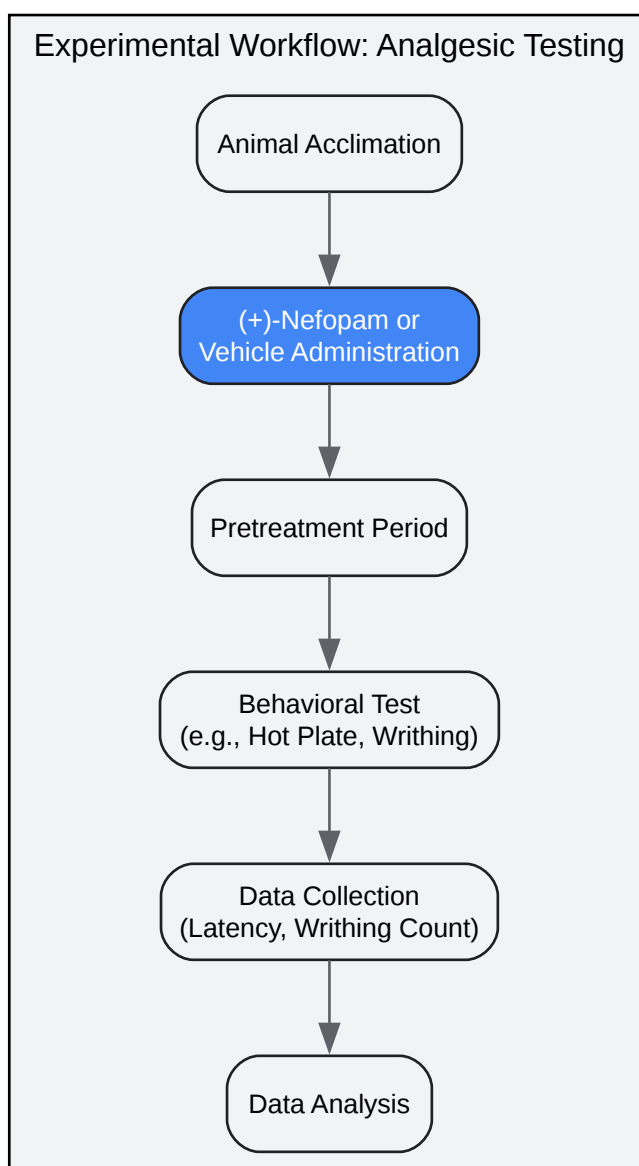 Experimental Workflow: Analgesic Testing
Animal Acclimation
(+)-Nefopam or
Vehicle Administration
Pretreatment Period
Behavioral Test
(e.g., Hot Plate, Writhing)
Data Collection
(Latency, Writhing Count)
Data Analysis